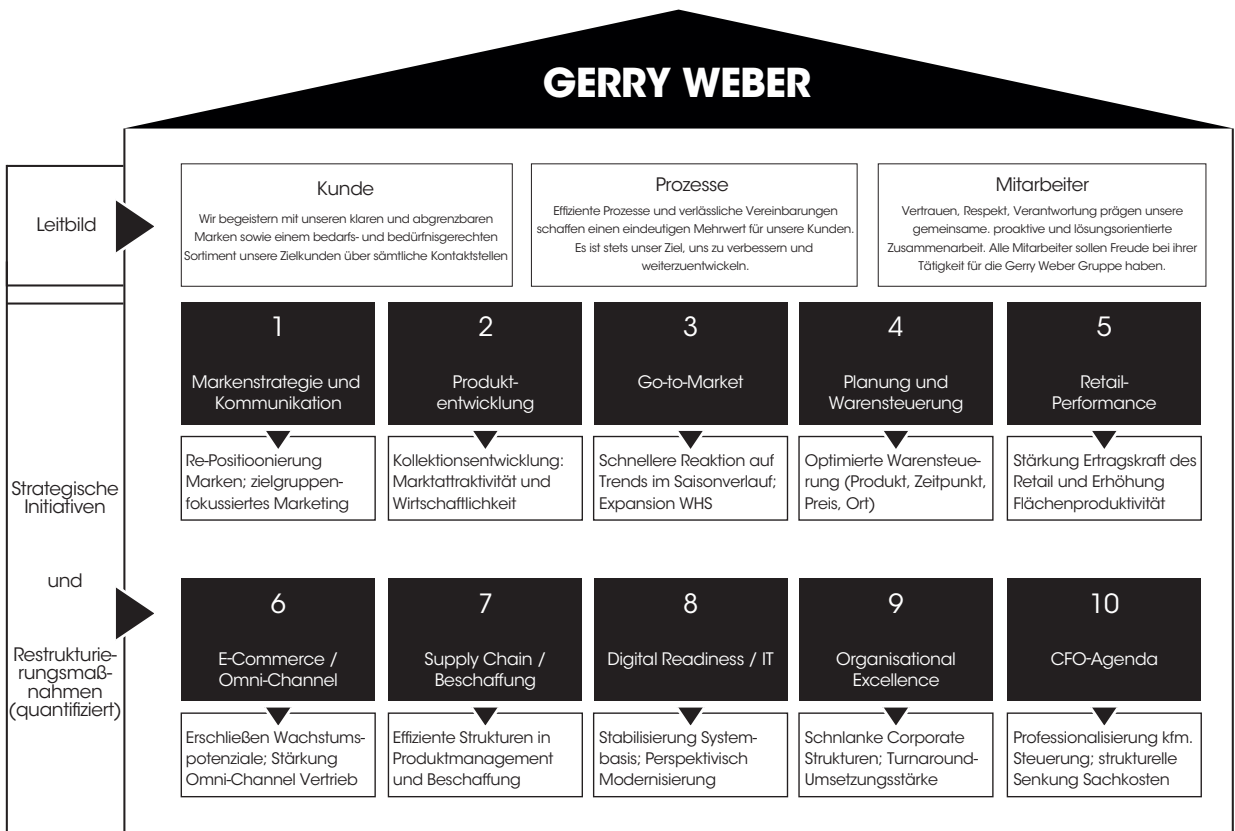 GERRY WEBER
Leitbild
Kunde
Wir begeistern mit unseren klaren und abgrenzbaren
Marken sowie einem bedarfs- und bedürfnisgerechten
Sortiment unsere Zielkunden über sämtliche Kontaktstellen
Prozesse
Effiziente Prozesse und verlässliche Vereinbarungen
schaffen einen eindeutigen Mehrwert für unsere Kunden.
Es ist stets unser Ziel, uns zu verbessern und
weiterzuentwickeln.
Mitarbeiter
Vertrauen, Respekt, Verantwortung prägen unsere
gemeinsame. proaktive und lösungsorientierte
Zusammenarbeit. Alle Mitarbeiter sollen Freude bei ihrer
Tätigkeit für die Gerry Weber Gruppe haben.
Strategische
Initiativen
und
Restrukturie-
rungsmaß-
nahmen
(quantifiziert)
1
Markenstrategie und
Kommunikation
Re-Positioonierung
Marken; zielgruppen-
fokussiertes Marketing
2
Produkt-
entwicklung
Kollektionsentwicklung:
Marktattraktivität und
Wirtschaftlichkeit
3
Go-to-Market
Schnellere Reaktion auf
Trends im Saisonverlauf;
Expansion WHS
4
Planung und
Warensteuerung
Optimierte Warensteue-
rung (Produkt, Zeitpunkt,
Preis, Ort)
5
Retail-
Performance
Stärkung Ertragskraft des
Retail und Erhöhung
Flächenproduktivität
6
E-Commerce /
Omni-Channel
Erschließen Wachstums-
potenziale; Stärkung
Omni-Channel Vertrieb
7
Supply Chain /
Beschaffung
Effiziente Strukturen in
Produktmanagement
und Beschaffung
8
Digital Readiness / IT
Stabilisierung System-
basis; Perspektivisch
Modernisierung
9
Organisational
Excellence
Schnlanke Corporate
Strukturen; Turnaround-
Umsetzungsstärke
10
CFO-Agenda
Professionalisierung kfm.
Steuerung; strukturelle
Senkung Sachkosten